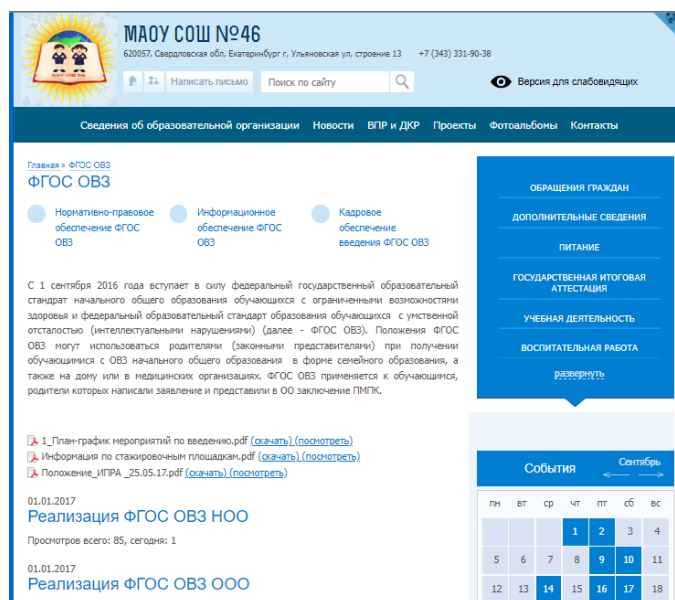 МАОУ СОШ №46
620057, Свердловская обл, Екатеринбург г, Ульяновская ул, строение 13 +7 (343) 331-90-38
Написать письмо
Поиск по сайту
Версия для слабовидящих
Сведения об образовательной организации Новости ВПР и ДКР Проекты Фотоальбомы Контакты
Главная » ФГОС ОВЗ
ФГОС ОВЗ
Нормативно-правовое
обеспечение ФГОС
ОВЗ
Информационное
обеспечение ФГОС
ОВЗ
Кадровое
обеспечение
введения ФГОС ОВЗ
С 1 сентября 2016 года вступает в силу федеральный государственный образовательный
стандрат начального общего образования обучающихся с ограниченными возможностями
здоровья и федеральный образовательный стандарт образования обучающихся с умственной
отсталостью (интеллектуальными нарушениями) (далее - ФГОС ОВЗ). Положения ФГОС
ОВЗ могут использоваться родителями (законными представителями) при получении
обучающимися с ОВЗ начального общего образования в форме семейного образования, а
также на дому или в медицинских организациях. ФГОС ОВЗ применяется к обучающимся,
родители которых написали заявление и представили в ОО заключение ПМПК.
1_План-график мероприятий по введению.pdf (скачать) (посмотреть)
Информация по стажировочным площадкам.pdf (скачать) (посмотреть)
Положение_ИПРА _25.05.17.pdf (скачать) (посмотреть)
01.01.2017
Реализация ФГОС ОВЗ НОО
Просмотров всего: 85, сегодня: 1
01.01.2017
Реализация ФГОС ОВЗ ООО
ОБРАЩЕНИЯ ГРАЖДАН
ДОПОЛНИТЕЛЬНЫЕ СВЕДЕНИЯ
ПИТАНИЕ
ГОСУДАРСТВЕННАЯ ИТОГОВАЯ
АТТЕСТАЦИЯ
УЧЕБНАЯ ДЕЯТЕЛЬНОСТЬ
ВОСПИТАТЕЛЬНАЯ РАБОТА
развернуть
События
Сентябрь
пн вт ср чт пт сб вс
1 2 3 4
5 6 7 8 9 10 11
12 13 14 15 16 17 18